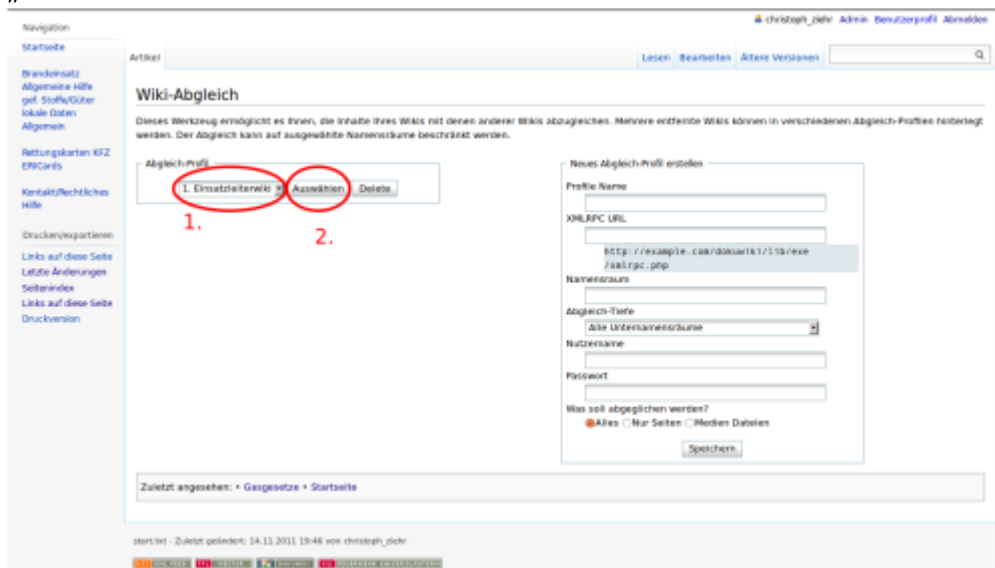 „
christoph_ziehr Admin Benutzerprofil Abmelden
Navigation
Startseite
Brandeinsatz
Allgemeine Hilfe
gef. Stoffe/Güter
lokale Daten
Allgemein
Rettungskarten KFZ
ERICards
Kontakt/Rechtliches
Hilfe
Drucken/exportieren
Links auf diese Seite
Letzte Änderungen
Seitenindex
Links auf diese Seite
Druckversion
Artikel
Lesen Bearbeiten Ältere Versionen
Wiki-Abgleich
Dieses Werkzeug ermöglicht es Ihnen, die Inhalte Ihres Wikis mit denen anderer Wikis abzugleichen. Mehrere entfernte Wikis können in verschiedenen Abgleich-Profilen hinterlegt
werden. Der Abgleich kann auf ausgewählte Namensräume beschränkt werden.
Abgleich-Profil
1. Einsatzleiterwiki Auswählen Delete
1.
2.
Neues Abgleich-Profil erstellen
Profile Name
XMLRPC URL
http://example.com/dokuwiki/lib/exe
/xmlrpc.php
Namensraum
Abgleich-Tiefe
Alle Unternamensräume
Nutzername
Passwort
Was soll abgeglichen werden?
Alles Nur Seiten Medien Dateien
Speichern
Zuletzt angesehen: • Gasgesetze • Startseite
start.txt · Zuletzt geändert: 14.11.2011 19:46 von christoph_ziehr